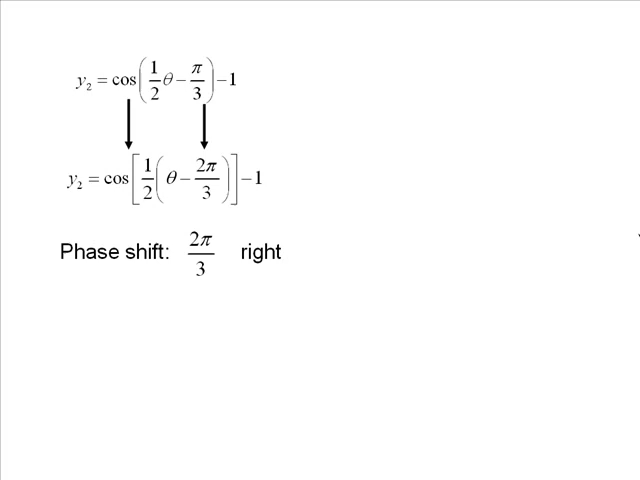 y₂ = cos(1/2 θ − π/3) − 1
y₂ = cos[1/2(θ − 2π/3)] − 1
Phase shift: 2π/3 right